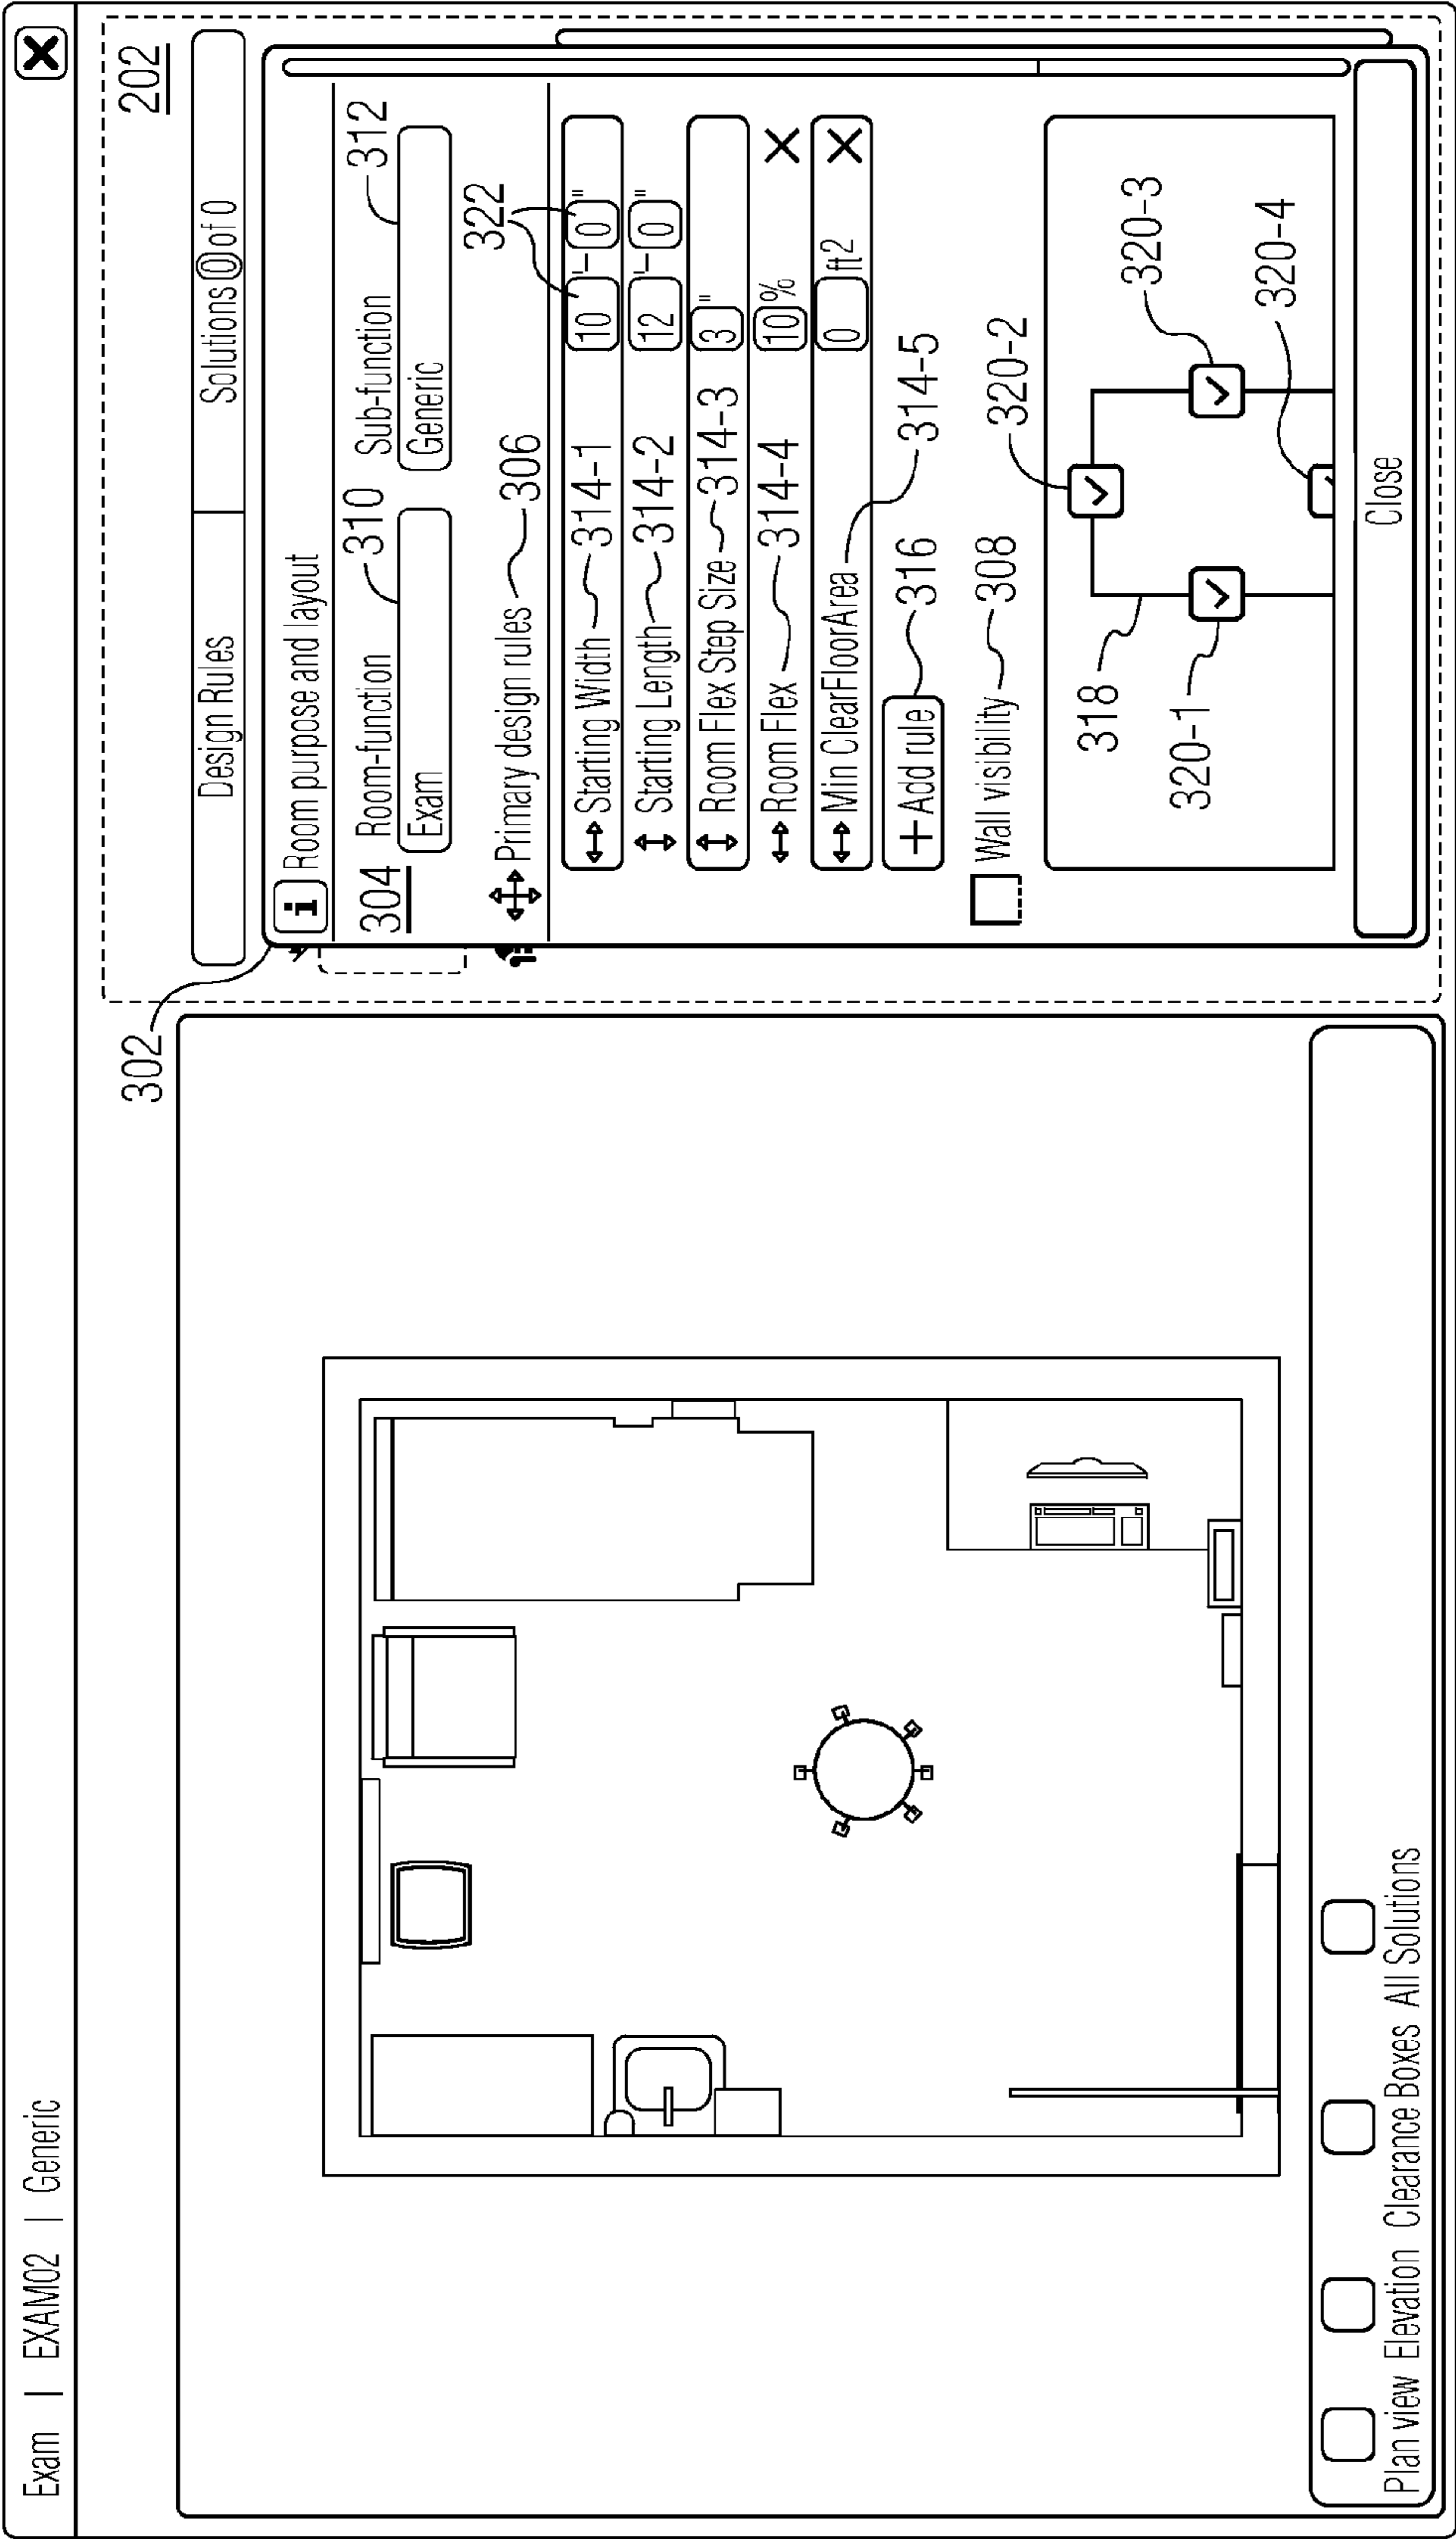 Exam | EXAM02 | Generic
202
302
Design Rules
Solutions 0 of 0
i Room purpose and layout
304
310
312
Room-function
Sub-function
Exam
Generic
Primary design rules
306
322
Starting Width 314-1 10 '– 0 "
Starting Length 314-2 12 '– 0 "
Room Flex Step Size 314-3 3 "
Room Flex 314-4 10 %
Min ClearFloorArea 0 ft2
314-5
+ Add rule
316
Wall visibility
308
320-2
318
320-3
320-1
320-4
Close
Plan view Elevation Clearance Boxes All Solutions